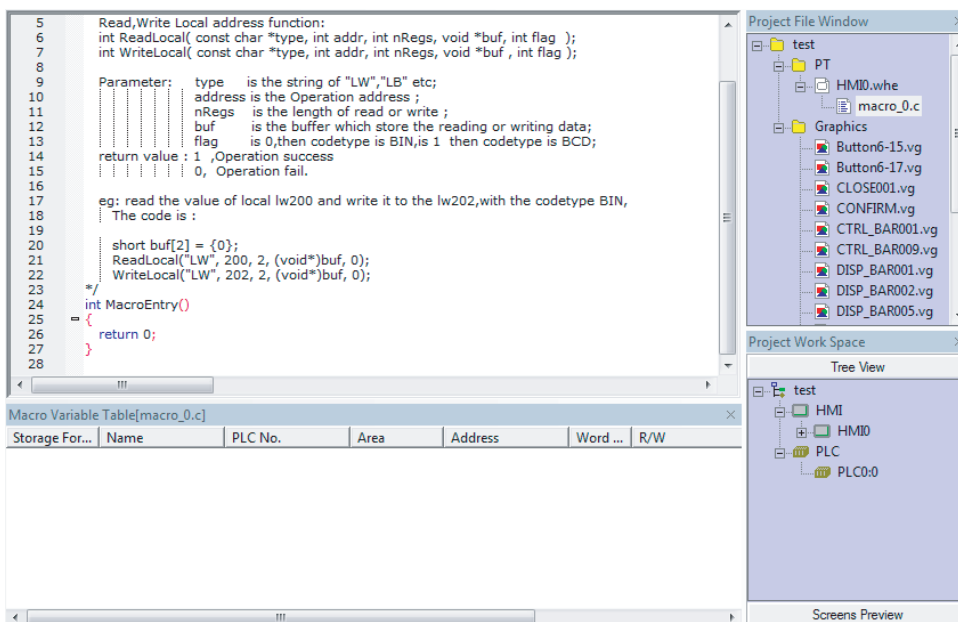 5 Read,Write Local address function:
6 int ReadLocal( const char *type, int addr, int nRegs, void *buf, int flag );
7 int WriteLocal( const char *type, int addr, int nRegs, void *buf , int flag );
8
9 Parameter: type is the string of "LW","LB" etc;
10 address is the Operation address ;
11 nRegs is the length of read or write ;
12 buf is the buffer which store the reading or writing data;
13 flag is 0,then codetype is BIN,is 1 then codetype is BCD;
14 return value : 1 ,Operation success
15 0, Operation fail.
16
17 eg: read the value of local lw200 and write it to the lw202,with the codetype BIN,
18 The code is :
19
20 short buf[2] = {0};
21 ReadLocal("LW", 200, 2, (void*)buf, 0);
22 WriteLocal("LW", 202, 2, (void*)buf, 0);
23 */
24 int MacroEntry()
25 {
26 return 0;
27 }
28
Macro Variable Table[macro_0.c]
Storage For... Name PLC No. Area Address Word ... R/W
Project File Window
test
PT
HMI0.whe
macro_0.c
Graphics
Button6-15.vg
Button6-17.vg
CLOSE001.vg
CONFIRM.vg
CTRL_BAR001.vg
CTRL_BAR009.vg
DISP_BAR001.vg
DISP_BAR002.vg
DISP_BAR005.vg
Project Work Space
Tree View
test
HMI
HMI0
PLC
PLC0:0
Screens Preview